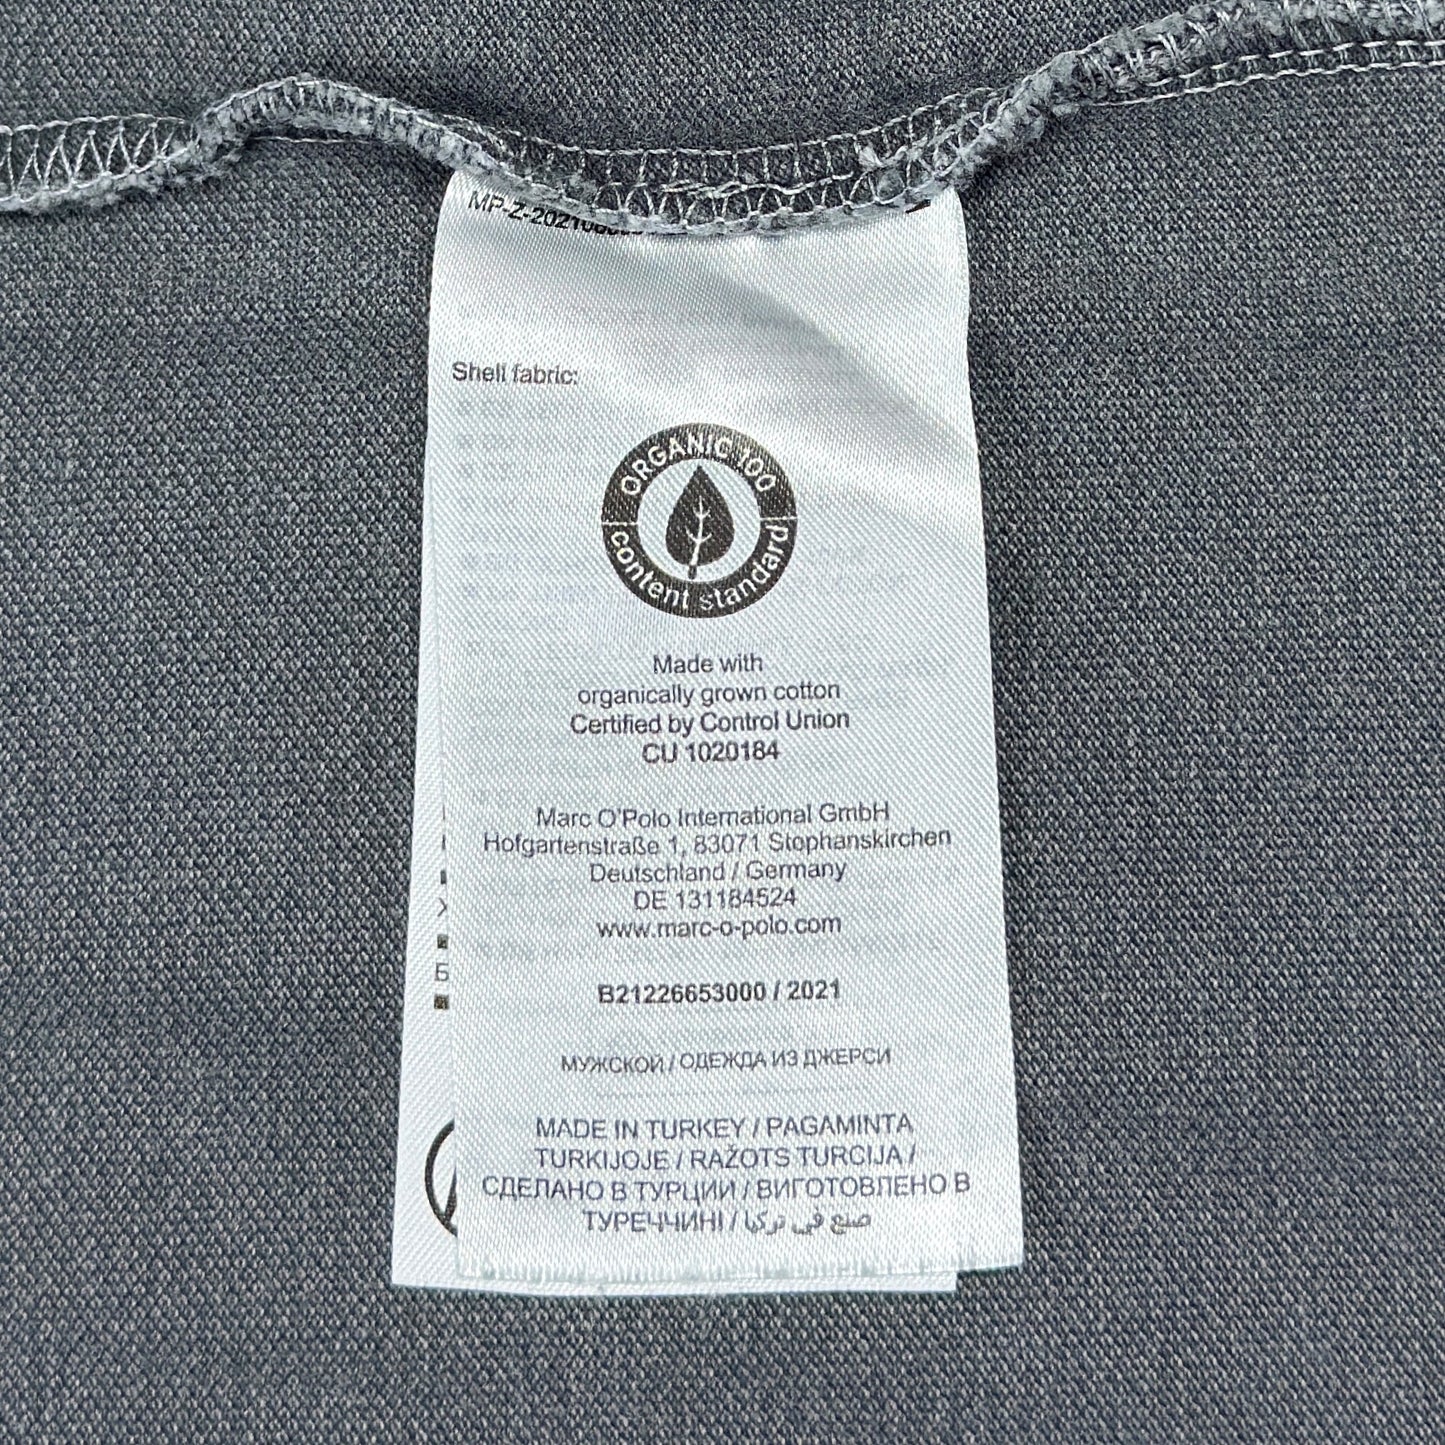 Shell fabric:
ORGANIC 100
content standard
Made with
organically grown cotton
Certified by Control Union
CU 1020184
Marc O'Polo International GmbH
Hofgartenstraße 1, 83071 Stephanskirchen
Deutschland / Germany
DE 131184524
www.marc-o-polo.com
B21226653000 / 2021
МУЖСКОЙ / ОДЕЖДА ИЗ ДЖЕРСИ
MADE IN TURKEY / PAGAMINTA
TURKIJOJE / RAŽOTS TURCIJA /
СДЕЛАНО В ТУРЦИИ / ВИГОТОВЛЕНО В
ТУРЕЧЧИНІ / صنع في تركيا